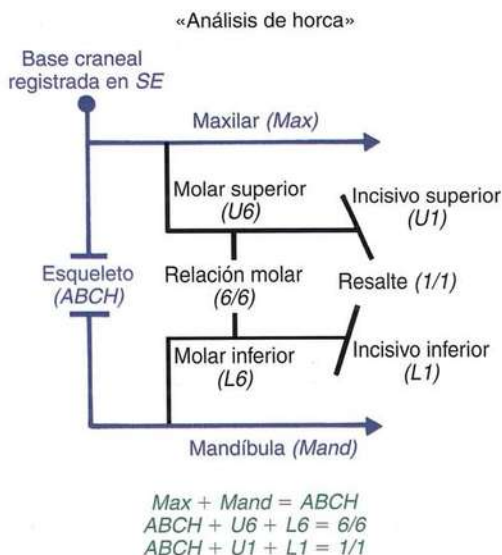 «Análisis de horca»
Base craneal
registrada en SE
Maxilar (Max)
Molar superior
(U6)
Incisivo superior
(U1)
Esqueleto
(ABCH)
Relación molar
(6/6)
Resalte (1/1)
Molar inferior
(L6)
Incisivo inferior
(L1)
Mandíbula (Mand)
Max + Mand = ABCH
ABCH + U6 + L6 = 6/6
ABCH + U1 + L1 = 1/1